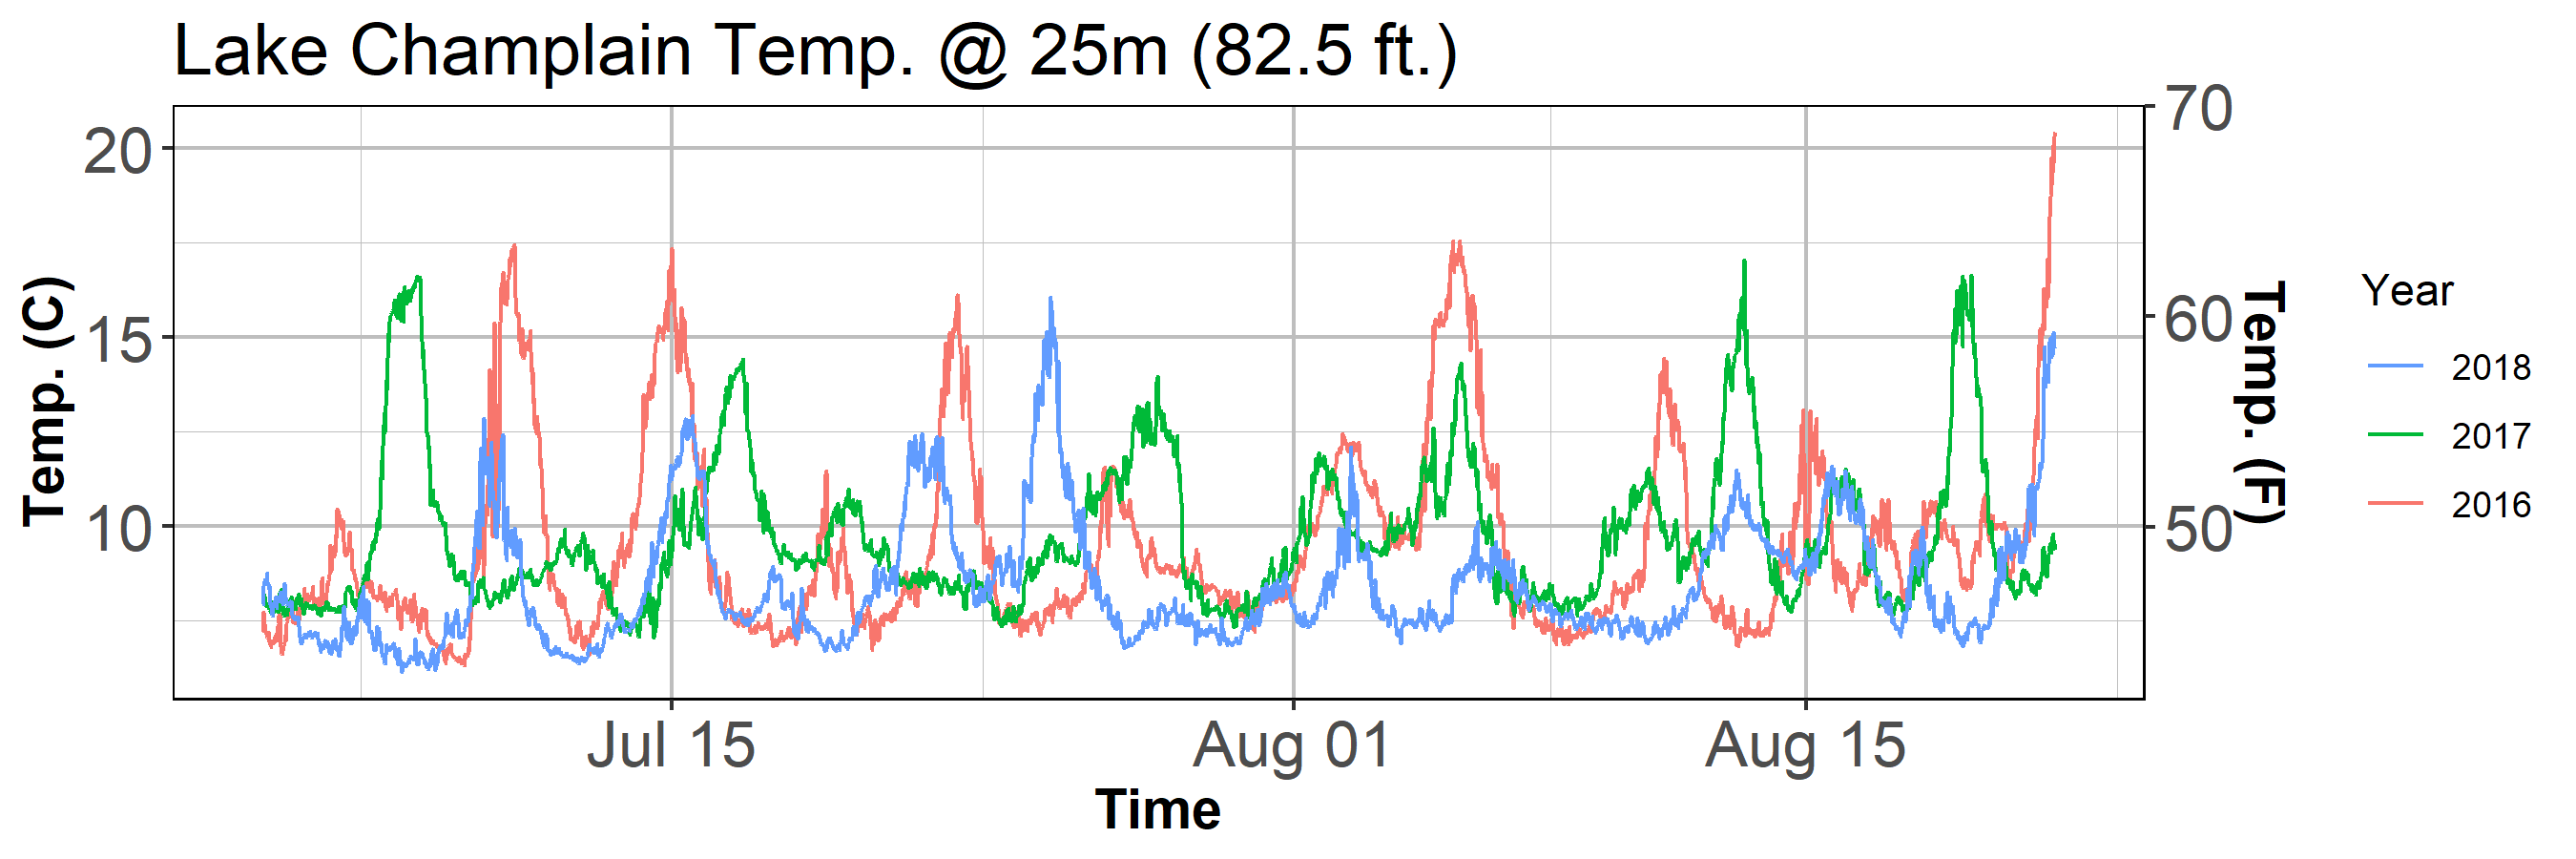 Lake Champlain Temp. @ 25m (82.5 ft.)
Temp. (C)
20
15
10
70
60
50
Temp. (F)
Jul 15
Aug 01
Aug 15
Time
Year
2018
2017
2016